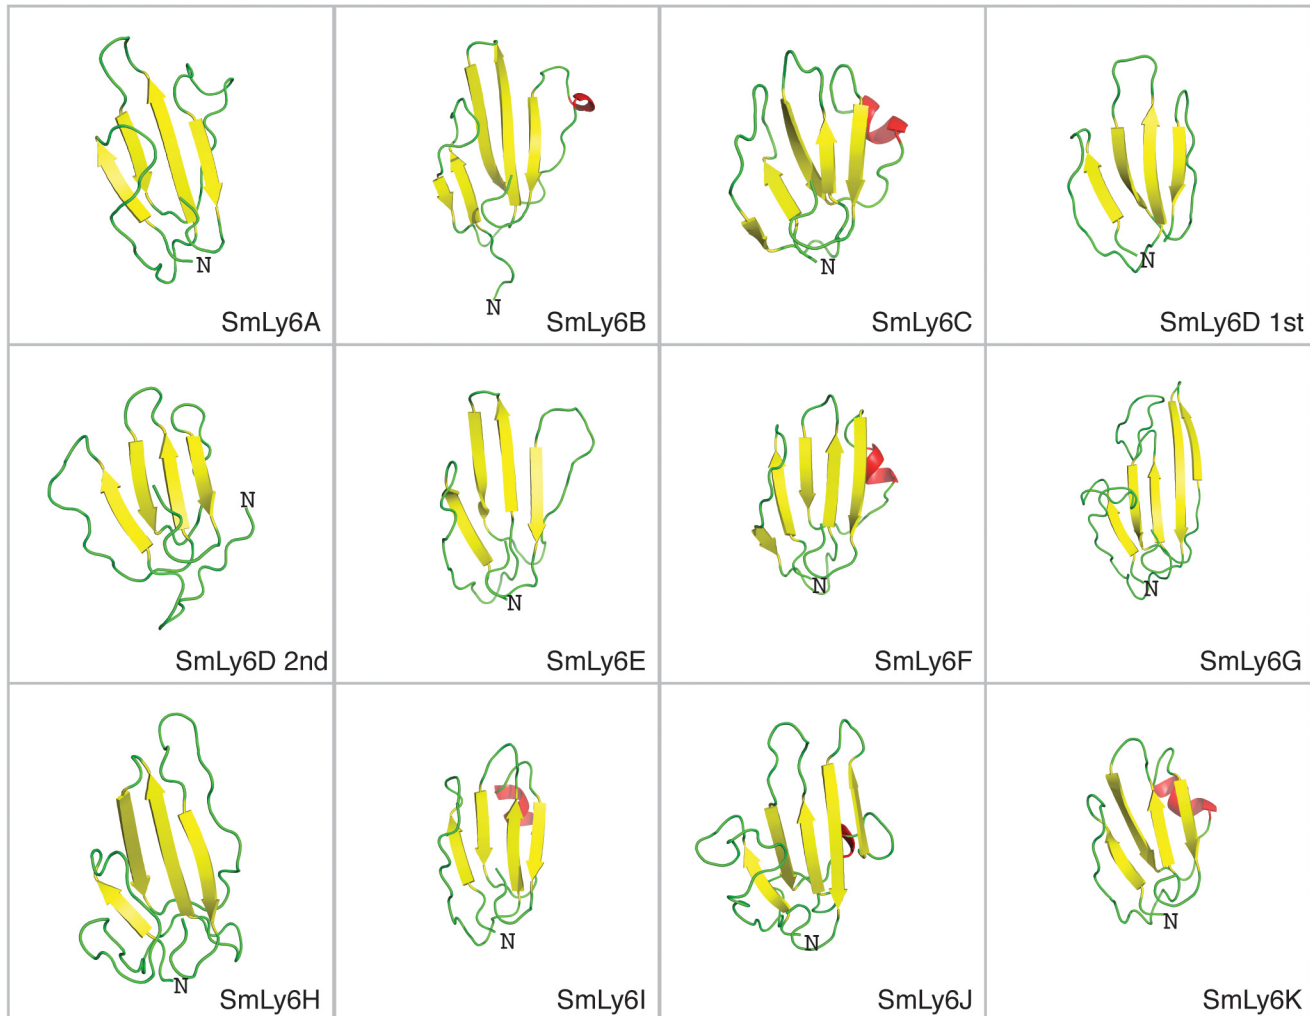 N
SmLy6A
N
SmLy6B
N
SmLy6C
N
SmLy6D 1st
N
SmLy6D 2nd
N
SmLy6E
N
SmLy6F
N
SmLy6G
N
SmLy6H
N
SmLy6I
N
SmLy6J
N
SmLy6K